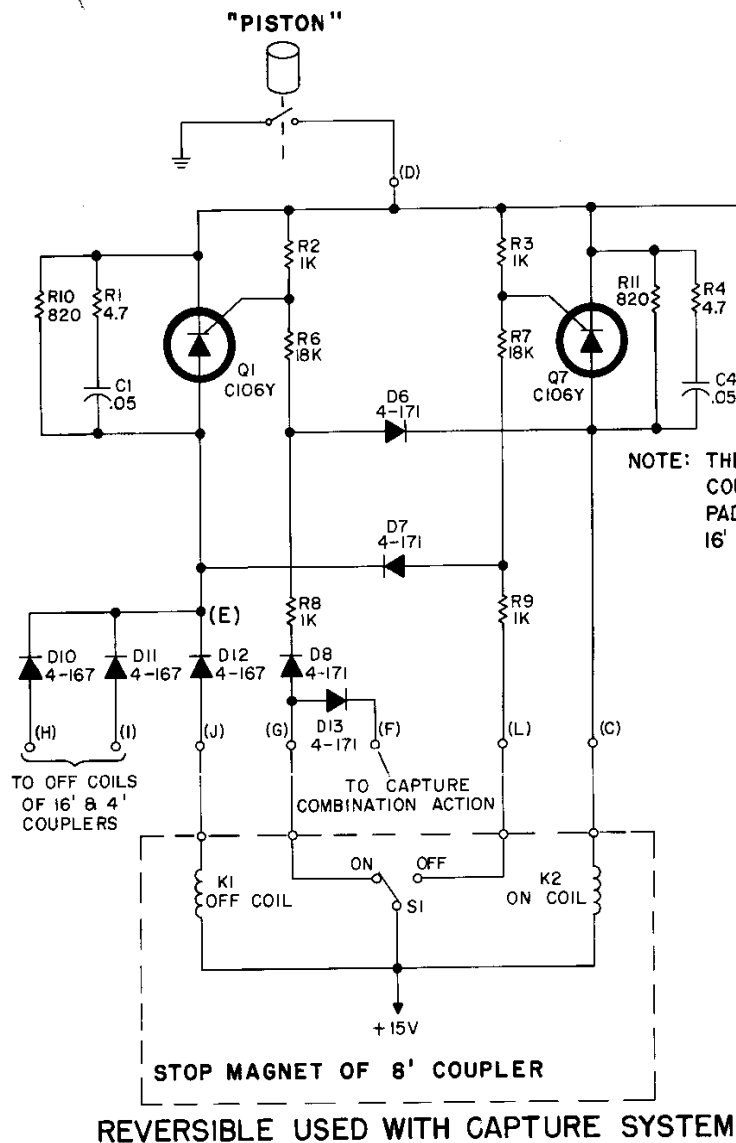 "PISTON"
(D)
R2
1K
R3
1K
R10
820
R1
4.7
R11
820
R4
4.7
R6
18K
R7
18K
Q1
C106Y
Q7
C106Y
C1
.05
C4
.05
D6
4-171
NOTE: THE
COU
PAD
16'
D7
4-171
(E)
R8
1K
R9
1K
D10
4-167
D11
4-167
D12
4-167
D8
4-171
D13
4-171
(H)
(I)
(J)
(G)
(F)
(L)
(C)
TO OFF COILS
OF 16' & 4'
COUPLERS
TO CAPTURE
COMBINATION ACTION
K1
OFF COIL
ON
OFF
S1
K2
ON COIL
+15V
STOP MAGNET OF 8' COUPLER
REVERSIBLE USED WITH CAPTURE SYSTEM